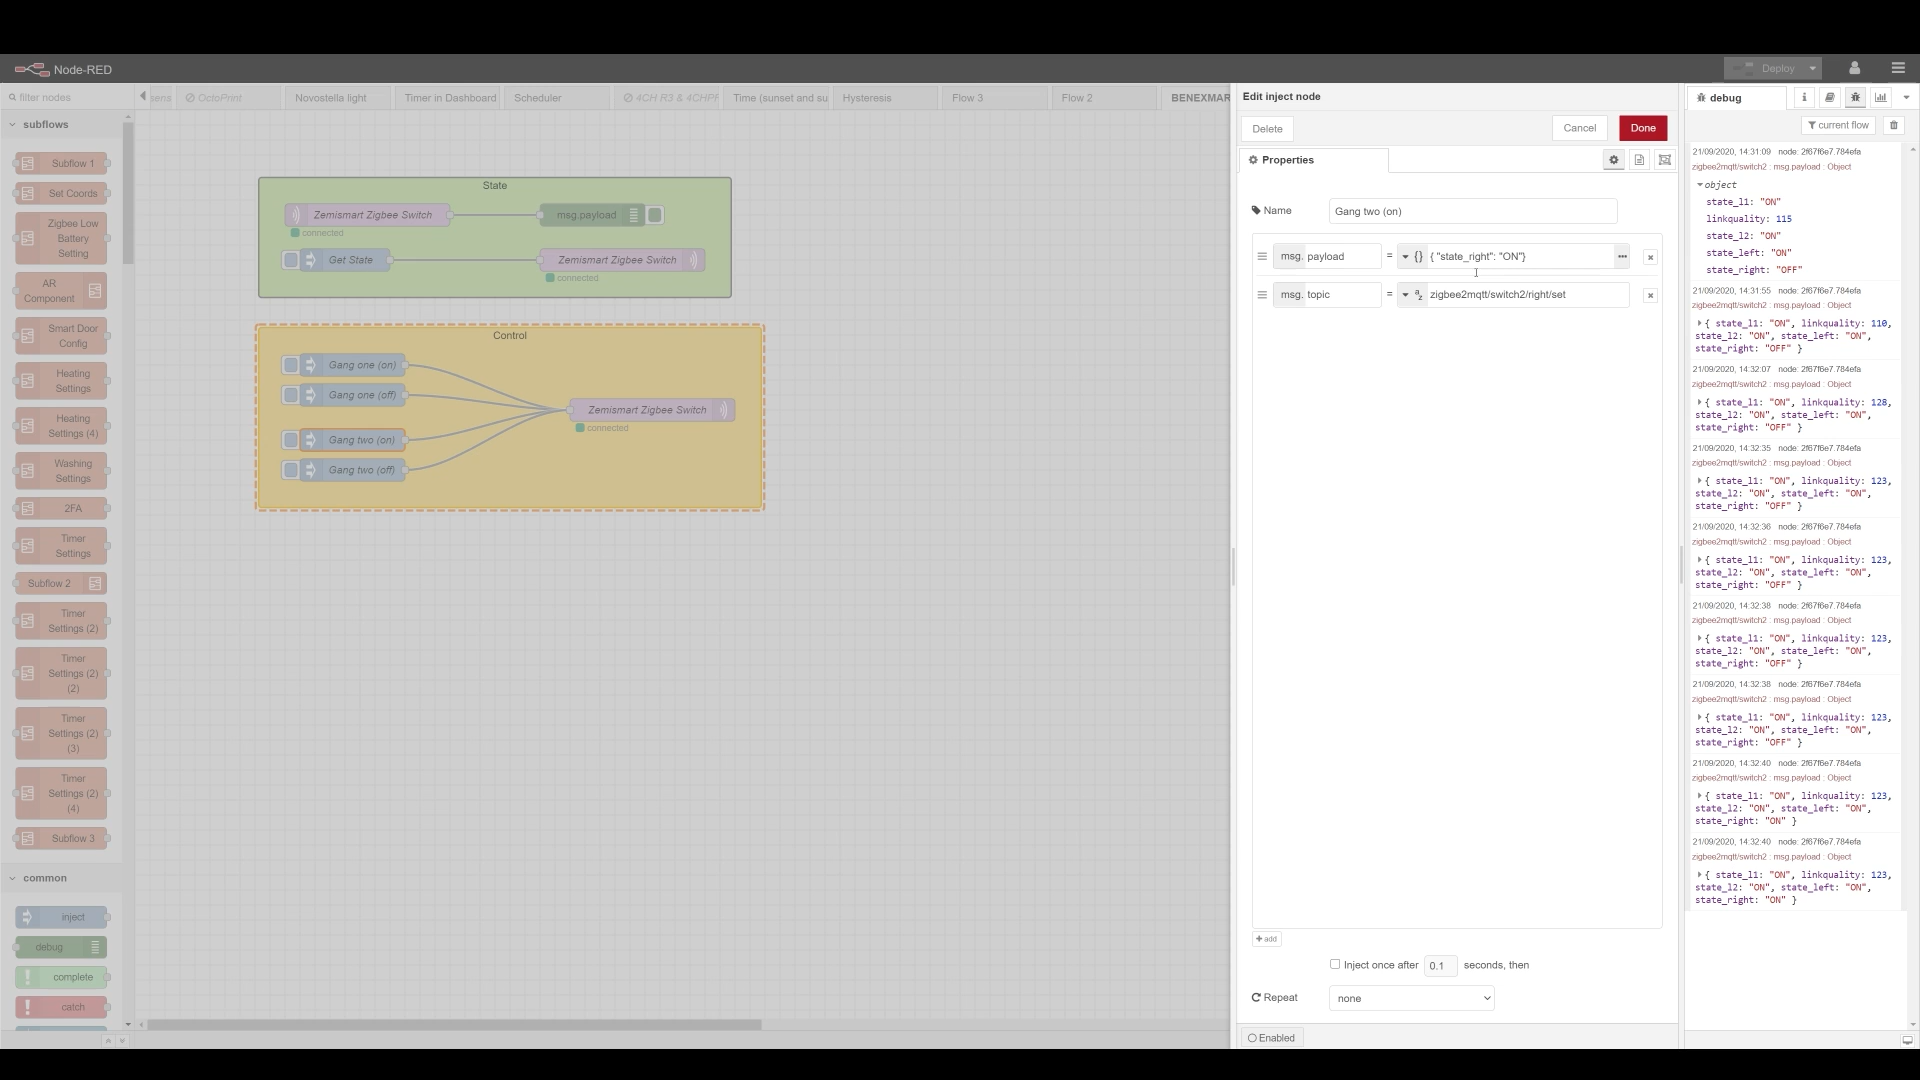 Node-RED
Deploy
filter nodes
OctoPrint
Novostella light
Timer in Dashboard
Scheduler
Time (sunset and su
Hysteresis
Flow 3
Flow 2
BENEXMAR
subflows
Subflow 1
Set Coords
Zigbee Low
Battery
Setting
AR
Component
Smart Door
Config
Heating
Settings
Heating
Settings (4)
Washing
Settings
2FA
Timer
Settings
Subflow 2
Timer
Settings (2)
Timer
Settings (2)
(2)
Timer
Settings (2)
(3)
Timer
Settings (2)
(4)
Subflow 3
common
inject
debug
complete
catch
State
Zemismart Zigbee Switch
connected
msg.payload
Get State
Zemismart Zigbee Switch
connected
Control
Gang one (on)
Gang one (off)
Gang two (on)
Gang two (off)
Zemismart Zigbee Switch
connected
Edit inject node
Delete
Cancel
Done
Properties
Name
Gang two (on)
msg. payload = {} { "state_right": "ON"} •••
msg. topic = az zigbee2mqtt/switch2/right/set
+ add
Inject once after 0.1 seconds, then
Repeat
none
Enabled
debug
current flow
21/09/2020, 14:31:09 node: 2f67f6e7.784efa
zigbee2mqtt/switch2 : msg.payload : Object
object
state_l1: "ON"
linkquality: 115
state_l2: "ON"
state_left: "ON"
state_right: "OFF"
21/09/2020, 14:31:55 node: 2f67f6e7.784efa
zigbee2mqtt/switch2 : msg.payload : Object
{ state_l1: "ON", linkquality: 110,
state_l2: "ON", state_left: "ON",
state_right: "OFF" }
21/09/2020, 14:32:07 node: 2f67f6e7.784efa
zigbee2mqtt/switch2 : msg.payload : Object
{ state_l1: "ON", linkquality: 128,
state_l2: "ON", state_left: "ON",
state_right: "OFF" }
21/09/2020, 14:32:35 node: 2f67f6e7.784efa
zigbee2mqtt/switch2 : msg.payload : Object
{ state_l1: "ON", linkquality: 123,
state_l2: "ON", state_left: "ON",
state_right: "OFF" }
21/09/2020, 14:32:36 node: 2f67f6e7.784efa
zigbee2mqtt/switch2 : msg.payload : Object
{ state_l1: "ON", linkquality: 123,
state_l2: "ON", state_left: "ON",
state_right: "OFF" }
21/09/2020, 14:32:38 node: 2f67f6e7.784efa
zigbee2mqtt/switch2 : msg.payload : Object
{ state_l1: "ON", linkquality: 123,
state_l2: "ON", state_left: "ON",
state_right: "OFF" }
21/09/2020, 14:32:38 node: 2f67f6e7.784efa
zigbee2mqtt/switch2 : msg.payload : Object
{ state_l1: "ON", linkquality: 123,
state_l2: "ON", state_left: "ON",
state_right: "OFF" }
21/09/2020, 14:32:40 node: 2f67f6e7.784efa
zigbee2mqtt/switch2 : msg.payload : Object
{ state_l1: "ON", linkquality: 123,
state_l2: "ON", state_left: "ON",
state_right: "ON" }
21/09/2020, 14:32:40 node: 2f67f6e7.784efa
zigbee2mqtt/switch2 : msg.payload : Object
{ state_l1: "ON", linkquality: 123,
state_l2: "ON", state_left: "ON",
state_right: "ON" }